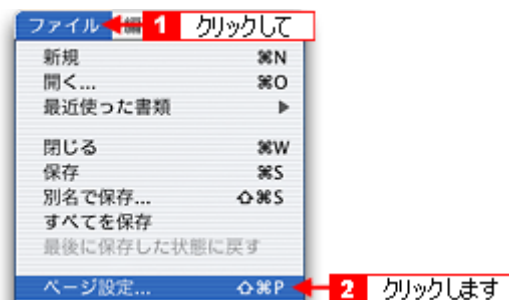 ファイル 1 クリックして
新規 ⌘N
開く... ⌘O
最近使った書類 ▶
閉じる ⌘W
保存 ⌘S
別名で保存... ⇧⌘S
すべてを保存
最後に保存した状態に戻す
ページ設定... ⇧⌘P 2 クリックします